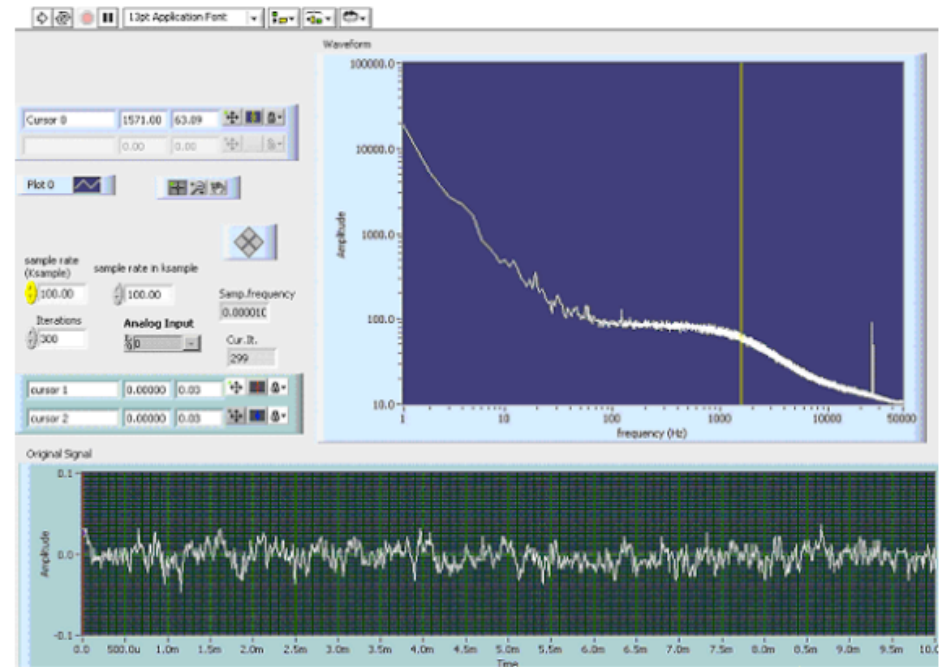 13pt Application Font
Waveform
100000.0
10000.0
1000.0
100.0
10.0
Amplitude
1 10 100 1000 10000 50000
frequency (Hz)
Cursor 0 1571.00 63.09
0.00 0.00
Plot 0
sample rate
(Ksample)
100.00
sample rate in ksample
100.00
Samp.frequency
0.00001
Iterations
300
Analog Input
0
Cur.It.
299
cursor 1 0.00000 0.03
cursor 2 0.00000 0.03
Original Signal
0.1
0.0
-0.1
Amplitude
0.0 500.0u 1.0m 1.5m 2.0m 2.5m 3.0m 3.5m 4.0m 4.5m 5.0m 5.5m 6.0m 6.5m 7.0m 7.5m 8.0m 8.5m 9.0m 9.5m 10.0
Time